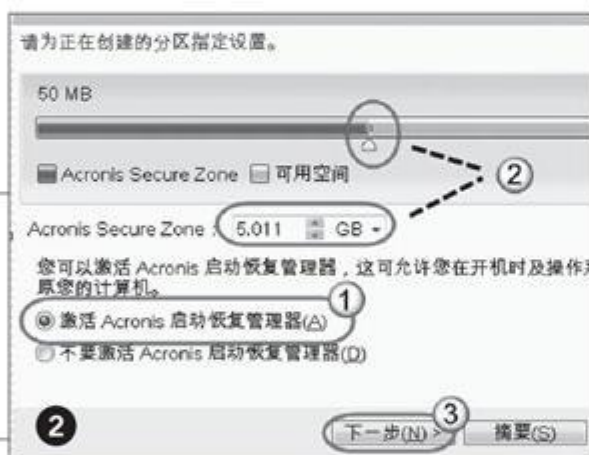 请为正在创建的分区指定设置。
50 MB
Acronis Secure Zone 可用空间
②
Acronis Secure Zone : 5.011 GB
您可以激活 Acronis 启动恢复管理器，这可允许您在开机时及操作系
原您的计算机。
①
激活 Acronis 启动恢复管理器(A)
不要激活 Acronis 启动恢复管理器(D)
③
❷ 下一步(N) > 摘要(S)